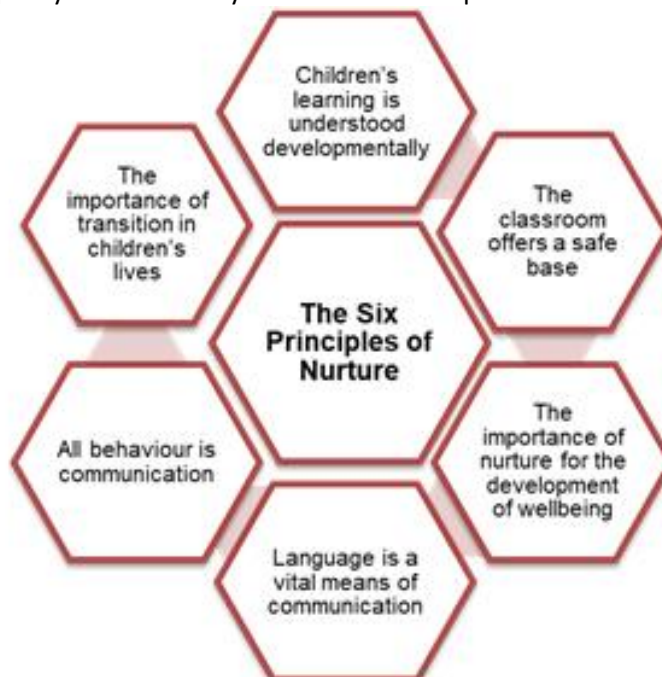 Children's
learning is
understood
developmentally
The
classroom
offers a safe
base
The
importance of
nurture for the
development
of wellbeing
Language is a
vital means of
communication
All behaviour is
communication
The
importance of
transition in
children's
lives
The Six
Principles of
Nurture